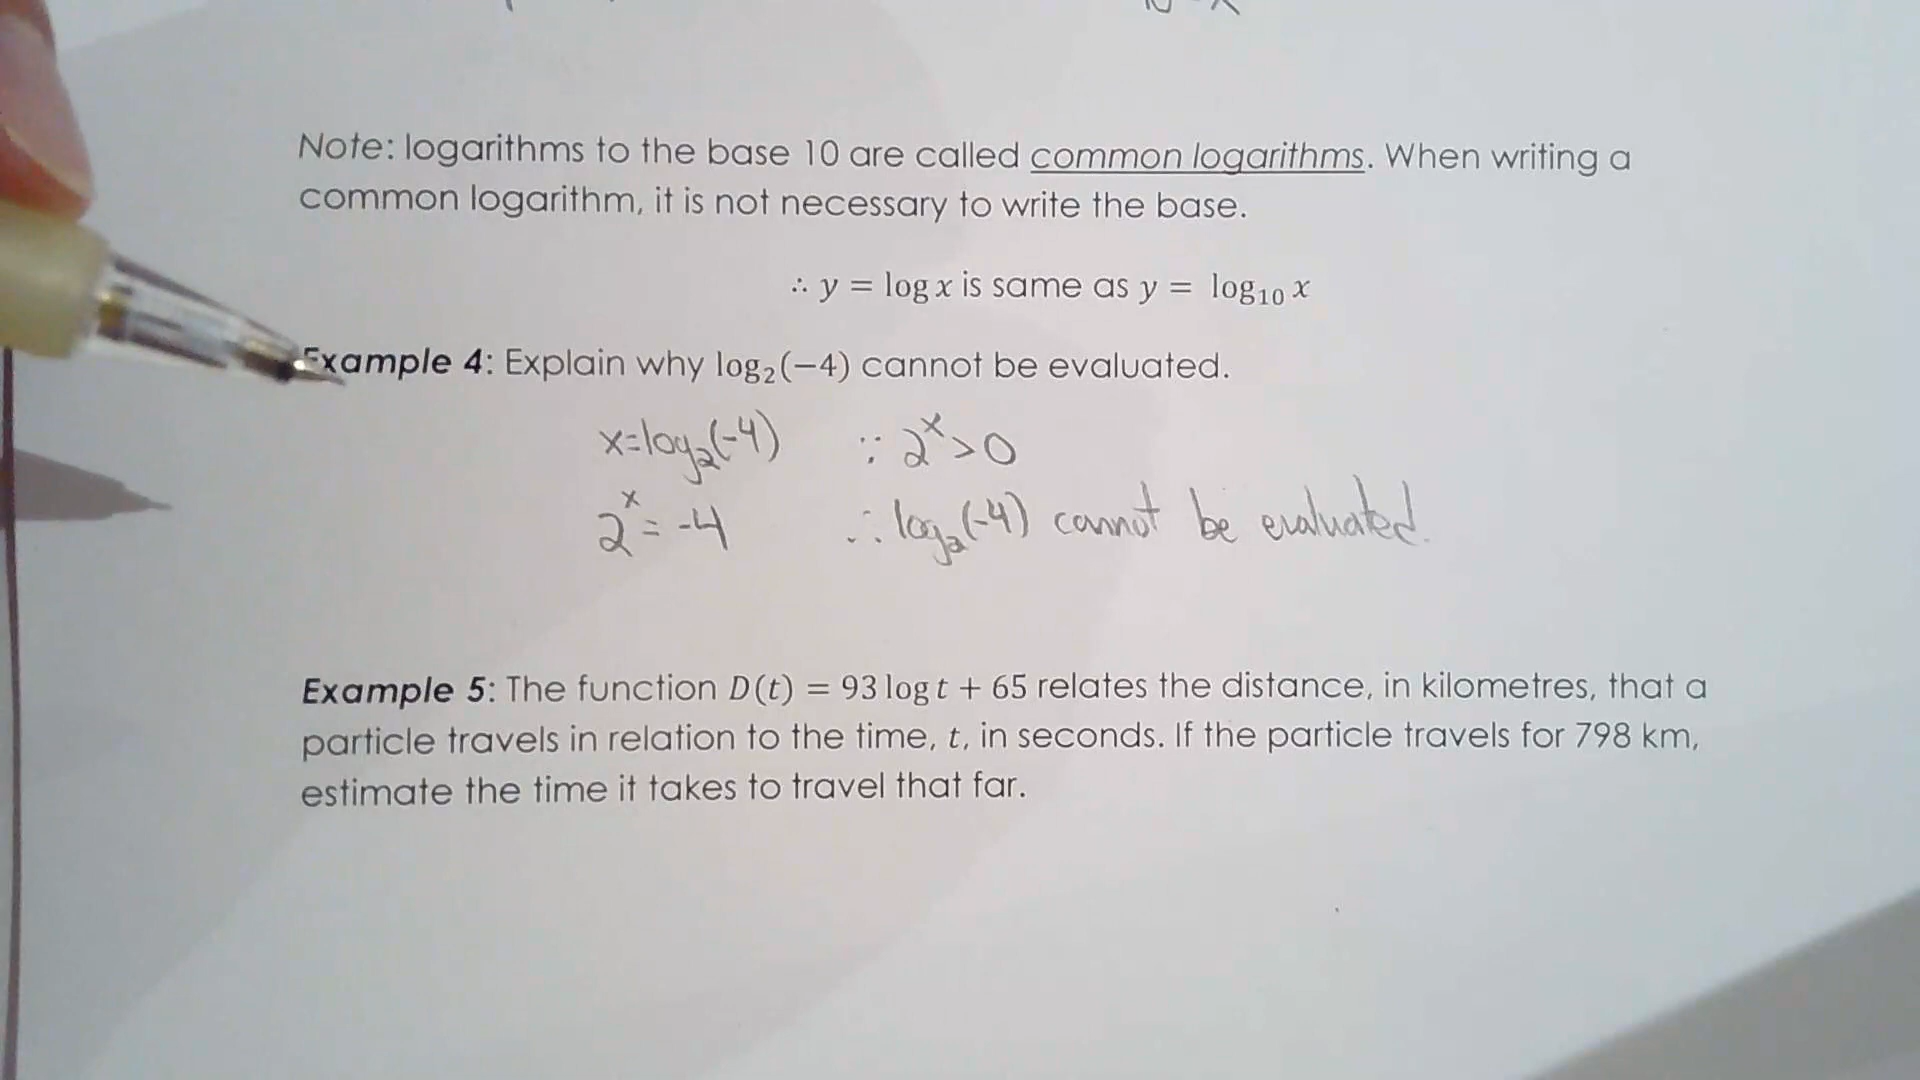 Note: logarithms to the base 10 are called common logarithms. When writing a
common logarithm, it is not necessary to write the base.
∴ y = log x is same as y = log₁₀ x
Example 4: Explain why log₂(−4) cannot be evaluated.
x=log₂(-4) ∵ 2ˣ>0
2ˣ = -4 ∴ log₂(-4) cannot be evaluated.
Example 5: The function D(t) = 93 log t + 65 relates the distance, in kilometres, that a
particle travels in relation to the time, t, in seconds. If the particle travels for 798 km,
estimate the time it takes to travel that far.